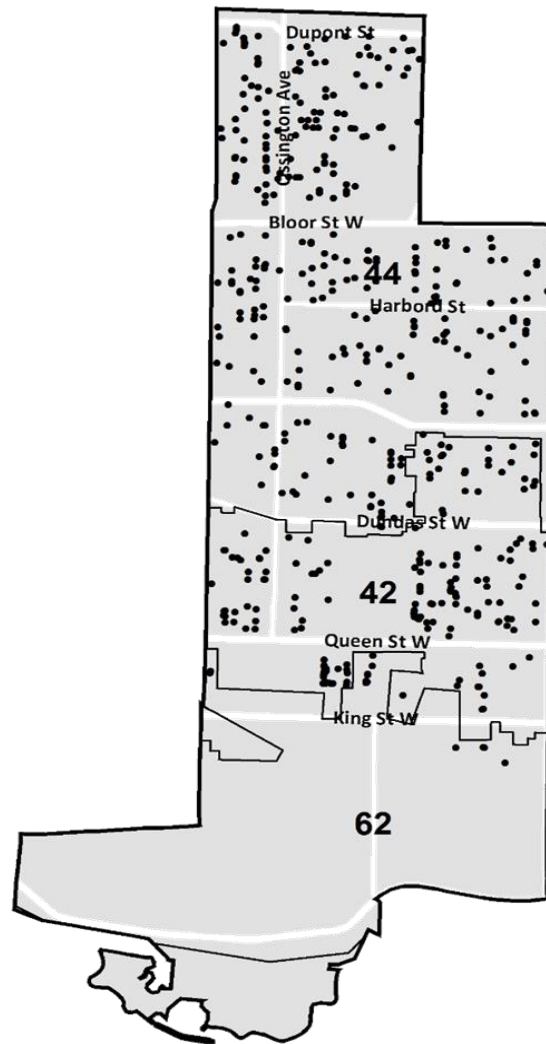 Dupont St
Ossington Ave
Bloor St W
44
Harbord St
Dundas St W
42
Queen St W
King St W
62